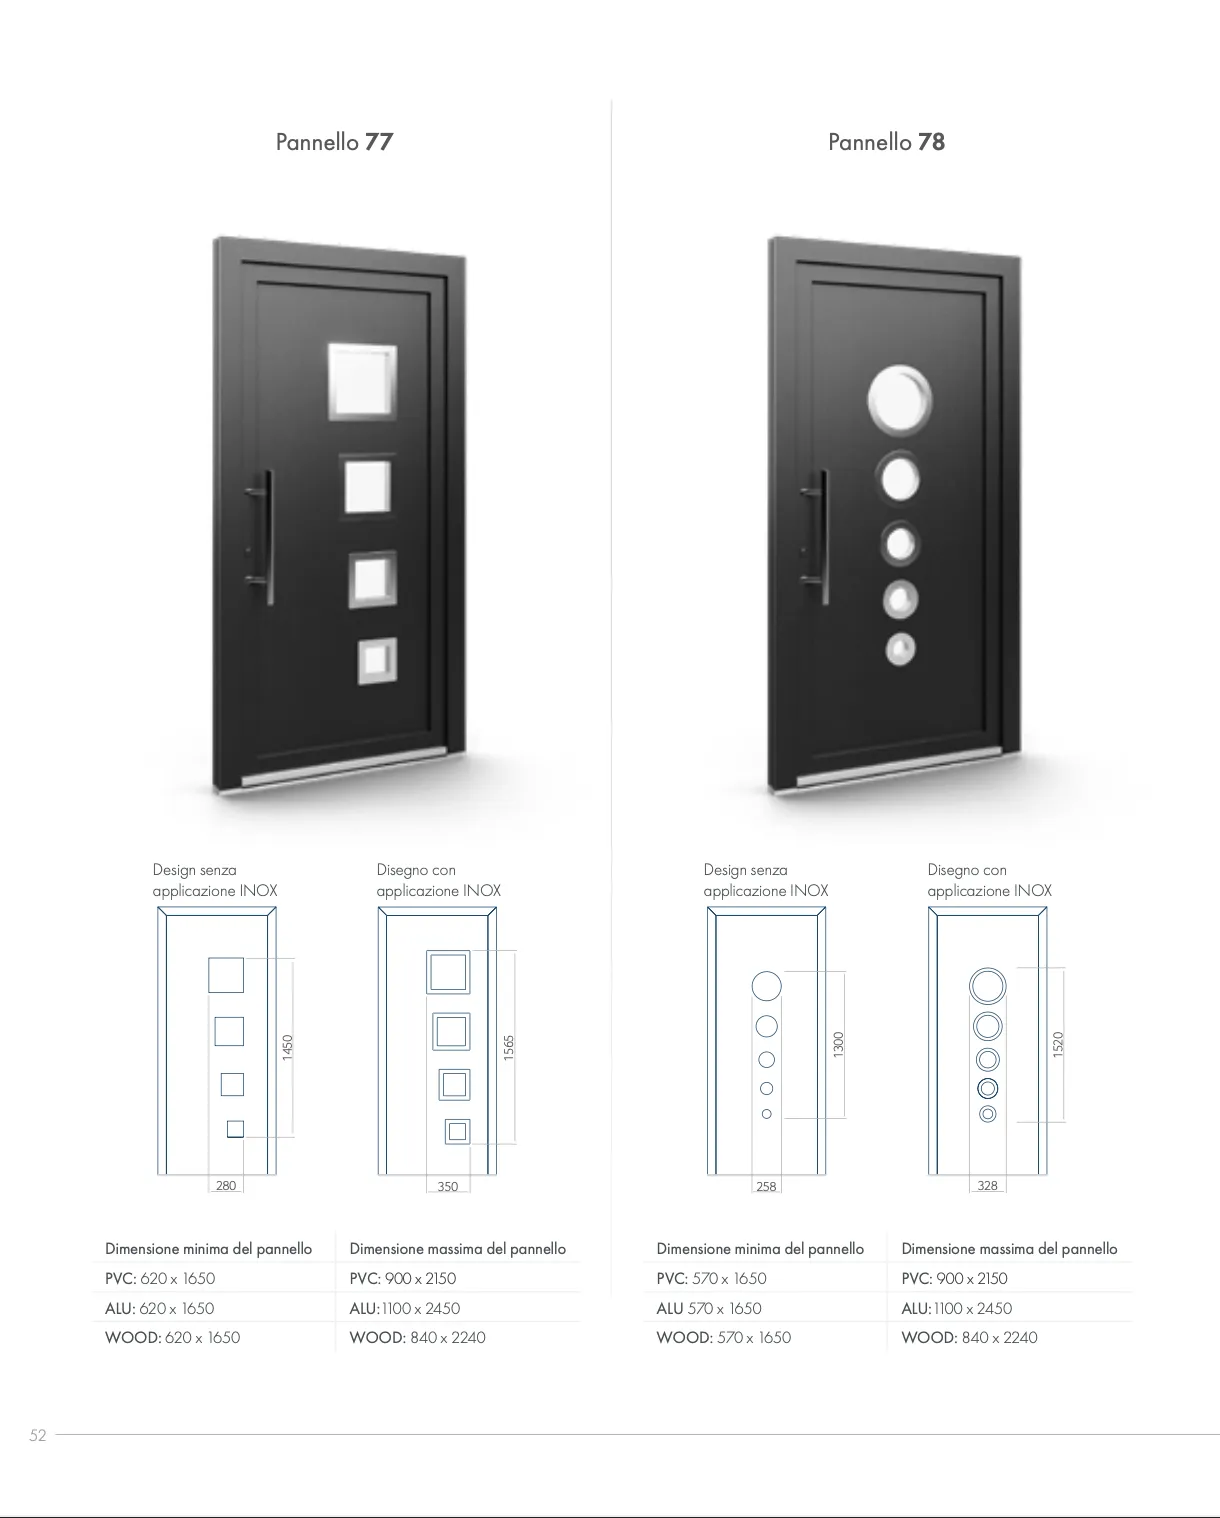 Pannello 77
Design senza
applicazione INOX
Disegno con
applicazione INOX
1450
1565
280
350
Dimensione minima del pannello
Dimensione massima del pannello
PVC: 620 x 1650
PVC: 900 x 2150
ALU: 620 x 1650
ALU:1100 x 2450
WOOD: 620 x 1650
WOOD: 840 x 2240
Pannello 78
Design senza
applicazione INOX
Disegno con
applicazione INOX
1300
1520
258
328
Dimensione minima del pannello
Dimensione massima del pannello
PVC: 570 x 1650
PVC: 900 x 2150
ALU 570 x 1650
ALU:1100 x 2450
WOOD: 570 x 1650
WOOD: 840 x 2240
52